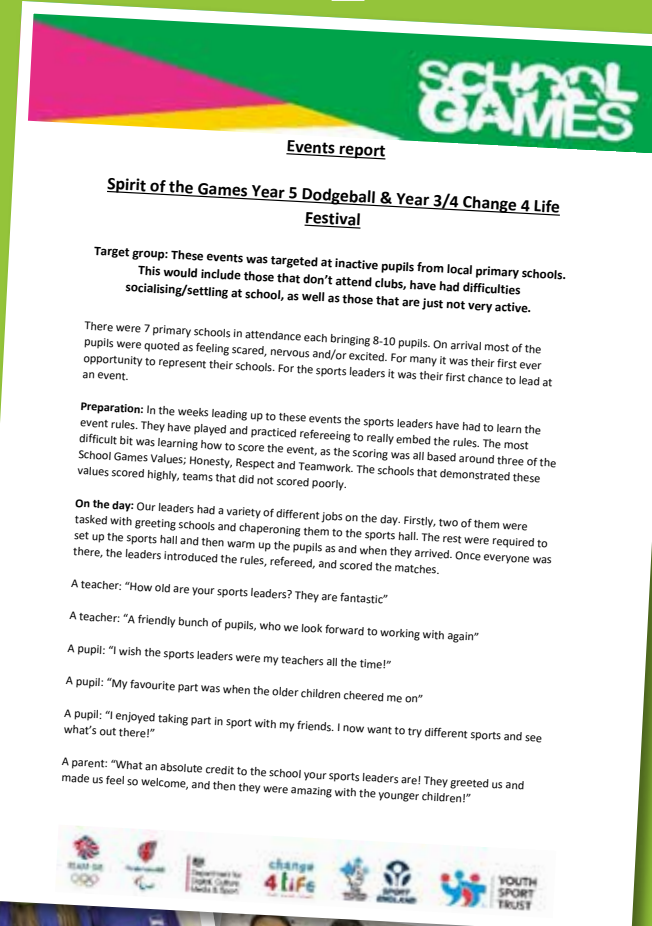 SCHOOL
GAMES
Events report
Spirit of the Games Year 5 Dodgeball & Year 3/4 Change 4 Life
Festival
Target group: These events was targeted at inactive pupils from local primary schools.
This would include those that don't attend clubs, have had difficulties
socialising/settling at school, as well as those that are just not very active.
There were 7 primary schools in attendance each bringing 8-10 pupils. On arrival most of the
pupils were quoted as feeling scared, nervous and/or excited. For many it was their first ever
opportunity to represent their schools. For the sports leaders it was their first chance to lead at
an event.
Preparation: In the weeks leading up to these events the sports leaders have had to learn the
event rules. They have played and practiced refereeing to really embed the rules. The most
difficult bit was learning how to score the event, as the scoring was all based around three of the
School Games Values; Honesty, Respect and Teamwork. The schools that demonstrated these
values scored highly, teams that did not scored poorly.
On the day: Our leaders had a variety of different jobs on the day. Firstly, two of them were
tasked with greeting schools and chaperoning them to the sports hall. The rest were required to
set up the sports hall and then warm up the pupils as and when they arrived. Once everyone was
there, the leaders introduced the rules, refereed, and scored the matches.
A teacher: "How old are your sports leaders? They are fantastic"
A teacher: "A friendly bunch of pupils, who we look forward to working with again"
A pupil: "I wish the sports leaders were my teachers all the time!"
A pupil: "My favourite part was when the older children cheered me on"
A pupil: "I enjoyed taking part in sport with my friends. I now want to try different sports and see
what's out there!"
A parent: "What an absolute credit to the school your sports leaders are! They greeted us and
made us feel so welcome, and then they were amazing with the younger children!"
TEAM GB
Department for
Digital, Culture
Media & Sport
change
4 LiFe
SPORT
ENGLAND
YOUTH
SPORT
TRUST